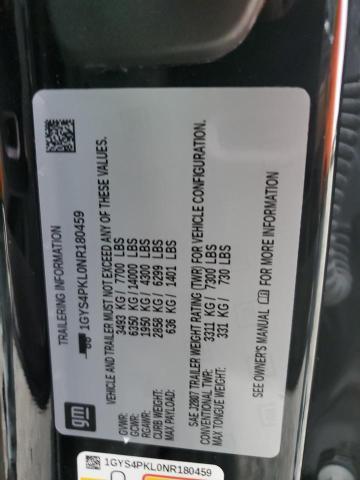 TRAILERING INFORMATION
1GYS4PKL0NR180459
VEHICLE AND TRAILER MUST NOT EXCEED ANY OF THESE VALUES.
GVWR: 3493 KG / 7700 LBS
GCWR: 6350 KG / 14000 LBS
RGAWR: 1950 KG / 4300 LBS
CURB WEIGHT: 2858 KG / 6299 LBS
MAX PAYLOAD: 636 KG / 1401 LBS
SAE J2807 TRAILER WEIGHT RATING (TWR) FOR VEHICLE CONFIGURATION.
CONVENTIONAL TWR: 3311 KG / 7300 LBS
MAX TONGUE WEIGHT: 331 KG / 730 LBS
SEE OWNER'S MANUAL FOR MORE INFORMATION
gm
1GYS4PKL0NR180459